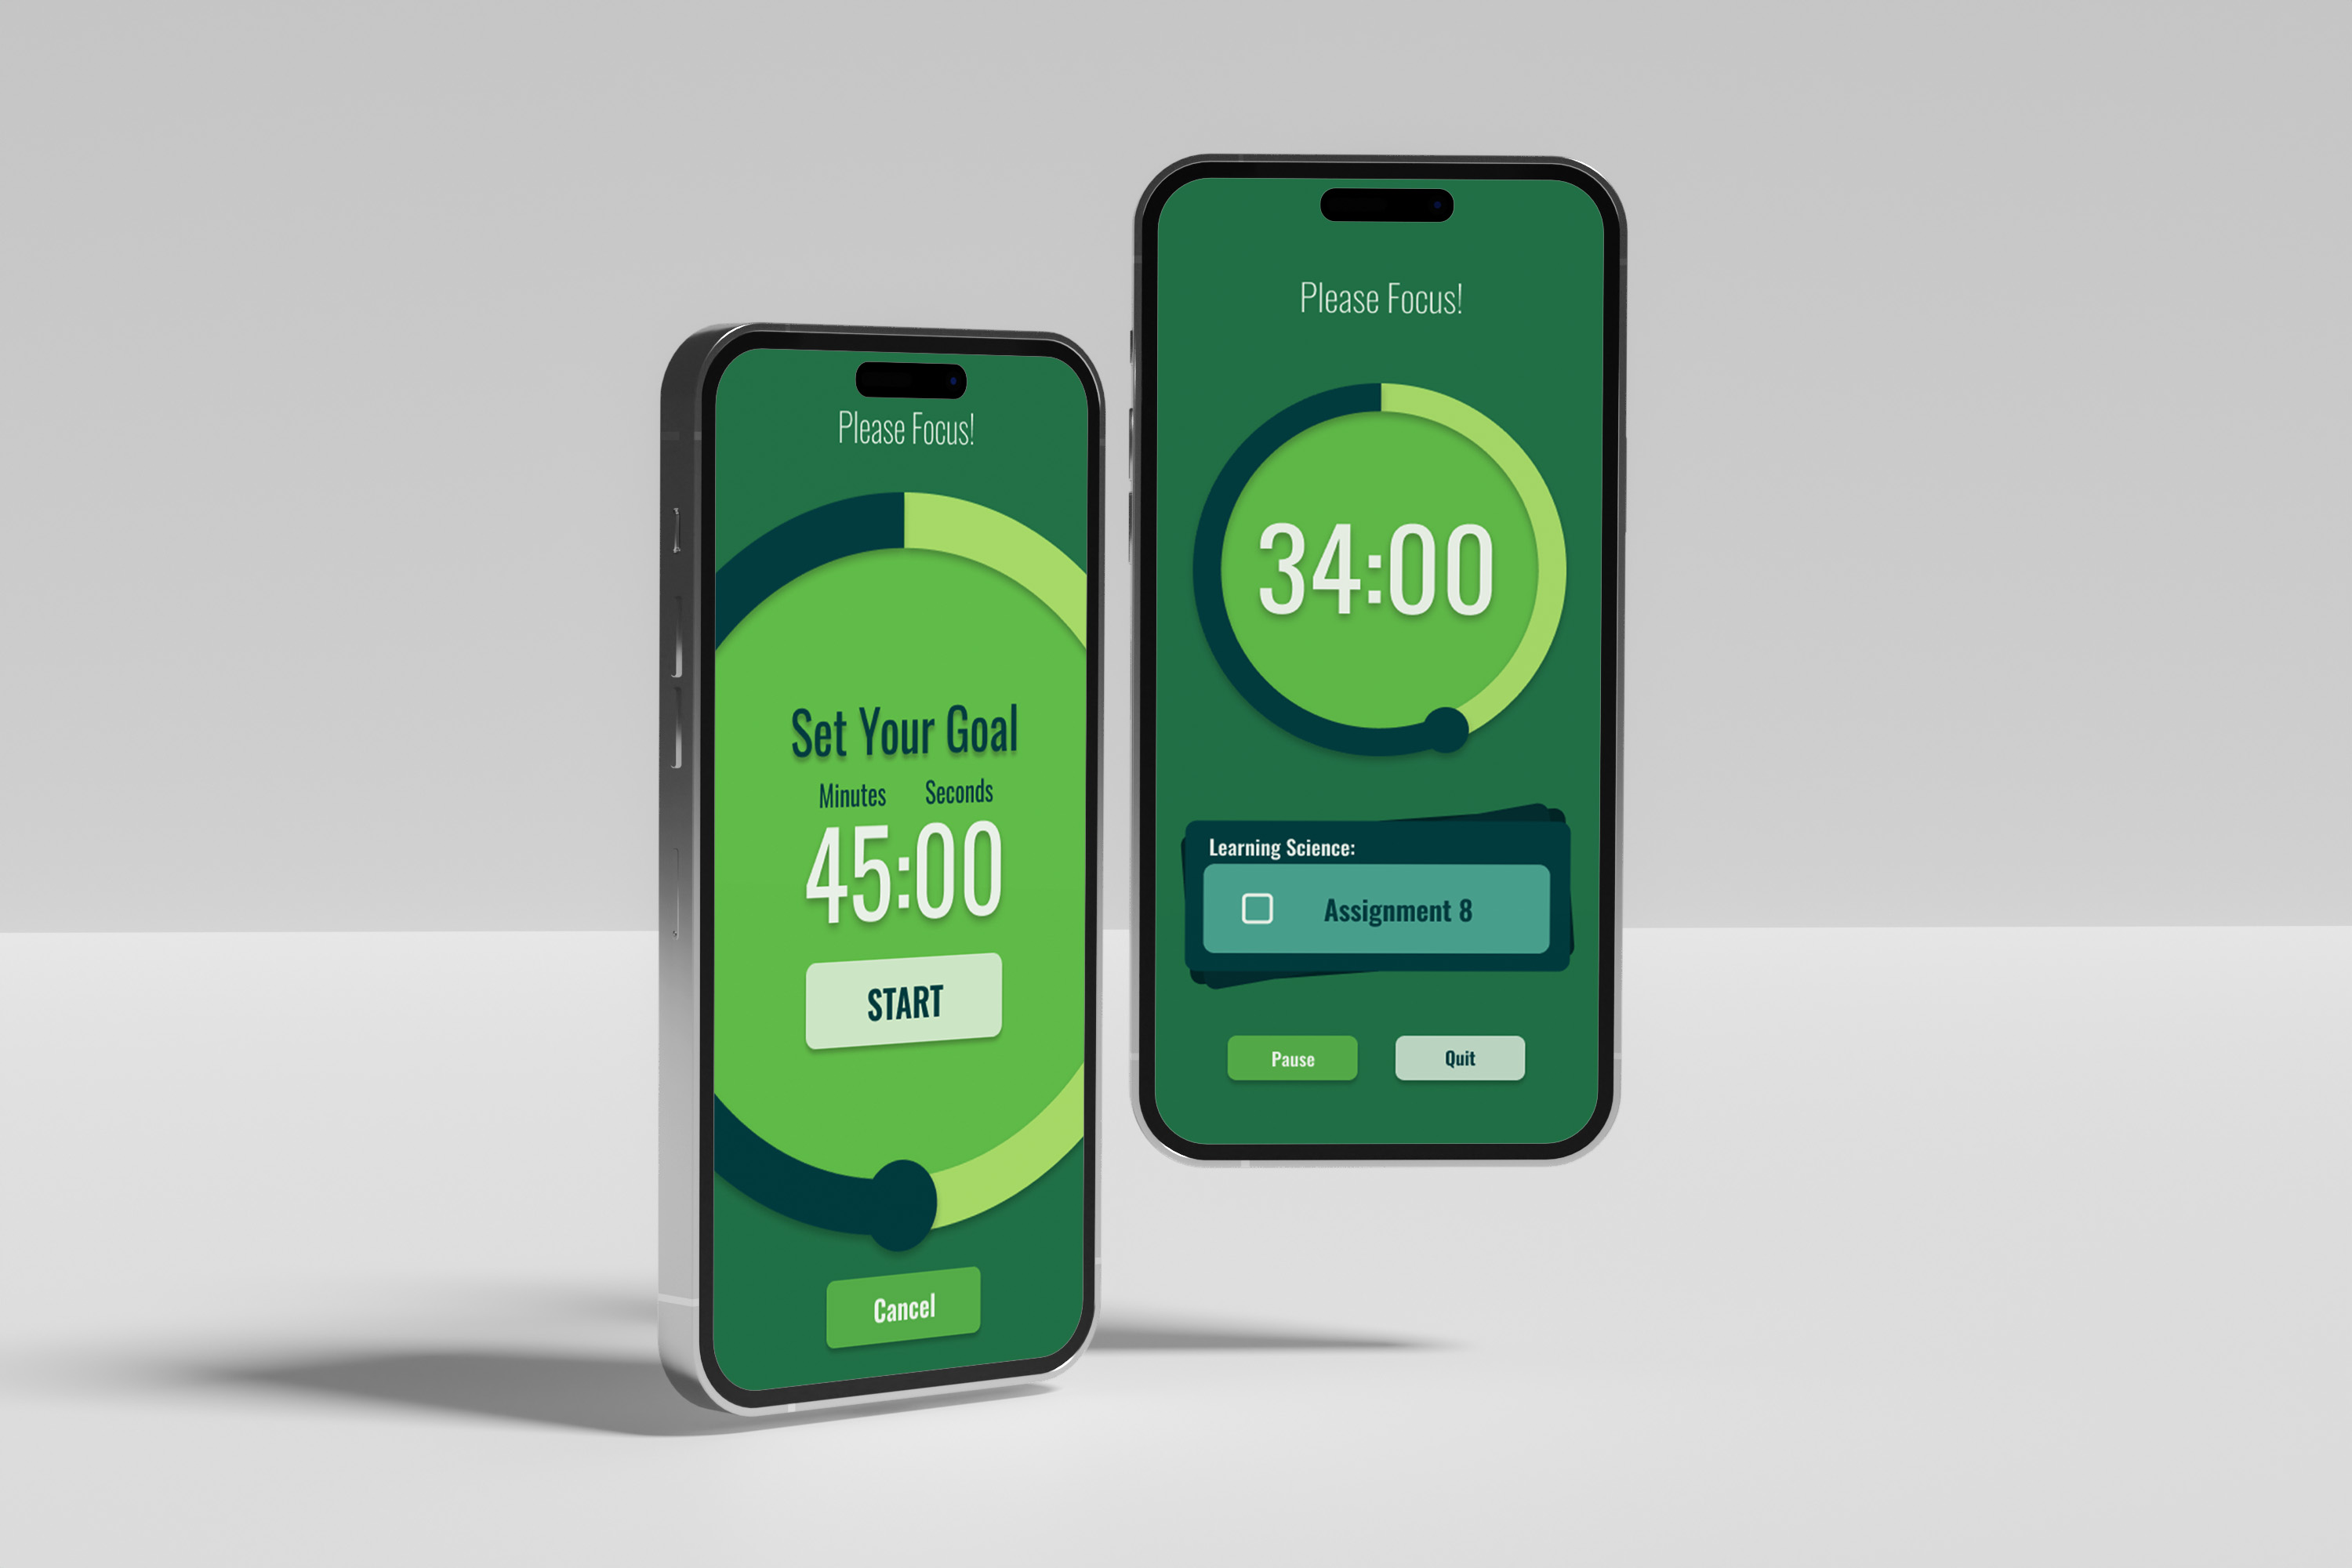 Please Focus!
Set Your Goal
Minutes Seconds
45:00
START
Cancel
Please Focus!
34:00
Learning Science:
Assignment 8
Pause Quit